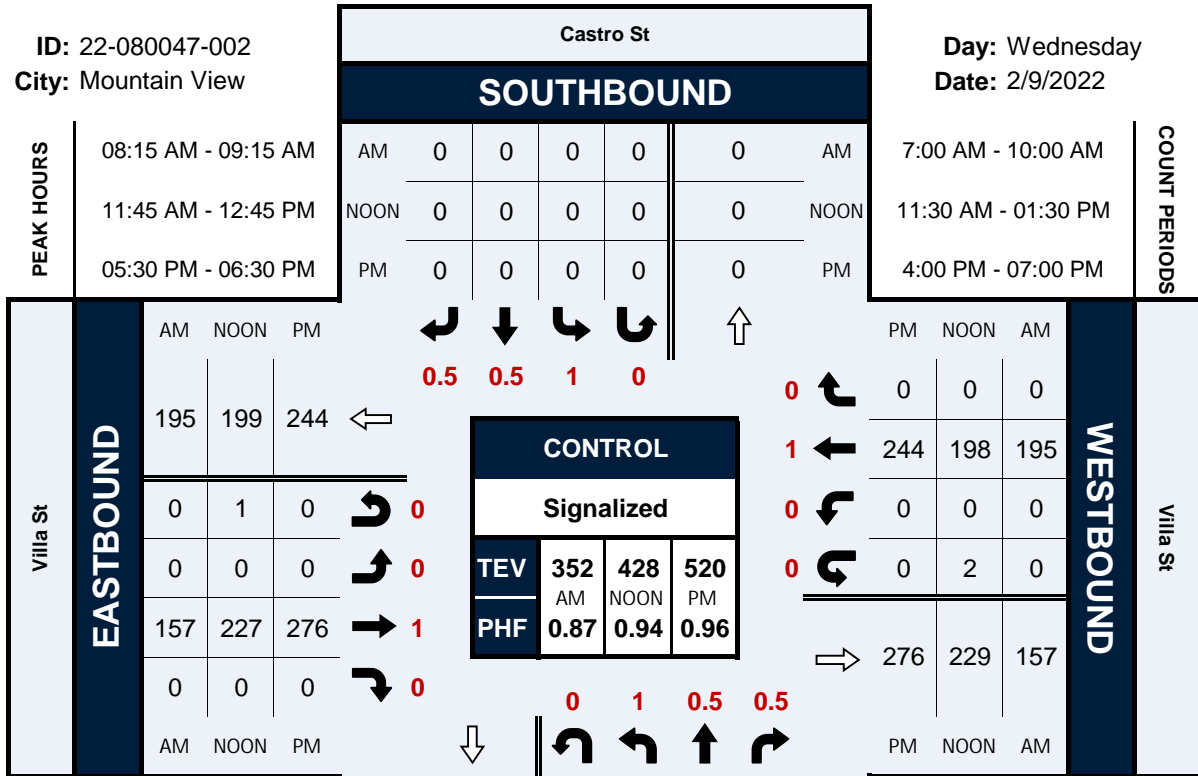 ID: 22-080047-002
City: Mountain View
Castro St
SOUTHBOUND
Day: Wednesday
Date: 2/9/2022
PEAK HOURS
08:15 AM - 09:15 AM
11:45 AM - 12:45 PM
05:30 PM - 06:30 PM
AM 0 0 0 0 0 AM
NOON 0 0 0 0 0 NOON
PM 0 0 0 0 0 PM
7:00 AM - 10:00 AM
11:30 AM - 01:30 PM
4:00 PM - 07:00 PM
COUNT PERIODS
0.5 0.5 1 0
Villa St
EASTBOUND
AM NOON PM
195 199 244
0 1 0 0
0 0 0 0
157 227 276 1
0 0 0 0
AM NOON PM
CONTROL
Signalized
TEV 352 428 520
AM NOON PM
PHF 0.87 0.94 0.96
PM NOON AM
0 0 0 0
1 244 198 195
0 0 0 0
0 0 2 0
276 229 157
PM NOON AM
WESTBOUND
Villa St
0 1 0.5 0.5